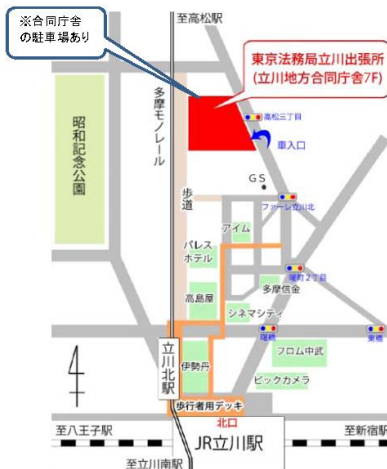 ※合同庁舎
の駐車場あり
至高松駅
東京法務局立川出張所
(立川地方合同庁舎7F)
昭和記念公園
多摩モノレール
高松三丁目
車入口
歩道
GS
ファーレ立川北
アイム
パレス
ホテル
曙町2丁目
多摩信金
高島屋
シネマシティ
曙橋
東橋
立川北駅
伊勢丹
フロム中武
ビックカメラ
歩行者用デッキ
北口
至八王子駅
JR立川駅
至新宿駅
至立川南駅